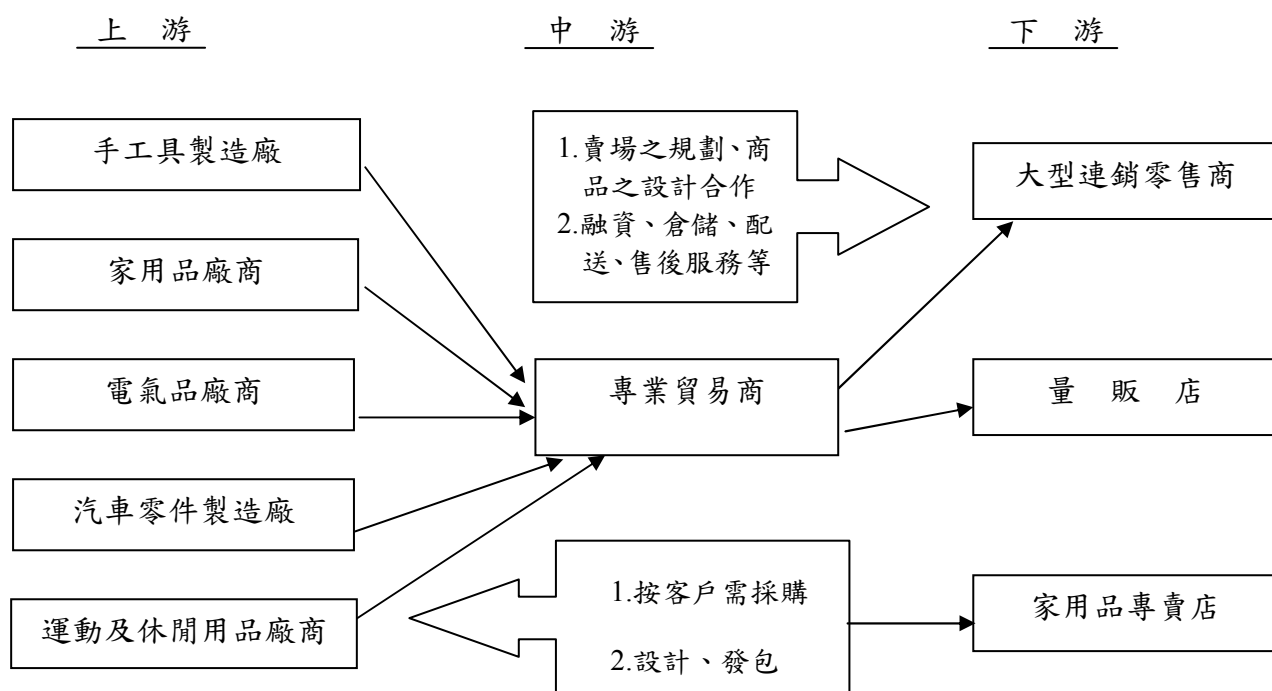 上 游
中 游
下 游
手工具製造廠
家用品廠商
電氣品廠商
汽車零件製造廠
運動及休閒用品廠商
1.賣場之規劃、商
品之設計合作
2.融資、倉儲、配
送、售後服務等
專業貿易商
1.按客戶需採購
2.設計、發包
大型連銷零售商
量 販 店
家用品專賣店